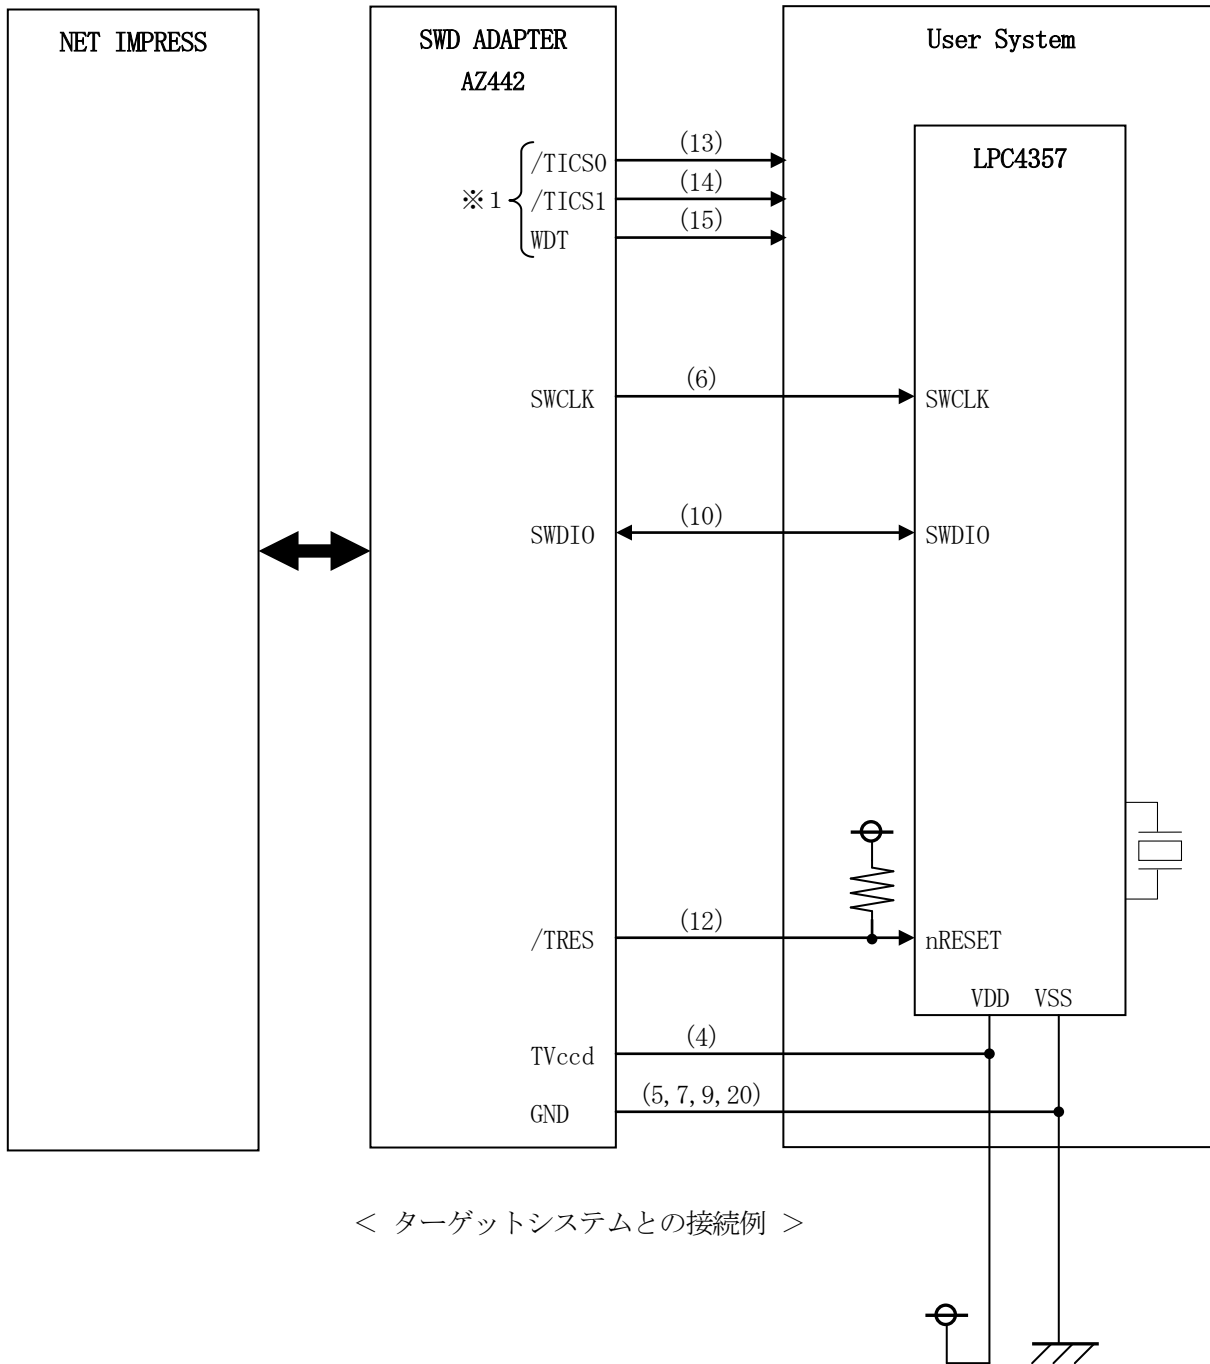 NET IMPRESS
SWD ADAPTER
AZ442
User System
LPC4357
※1
/TICS0
(13)
/TICS1
(14)
WDT
(15)
SWCLK
(6)
SWCLK
SWDIO
(10)
SWDIO
/TRES
(12)
nRESET
VDD VSS
TVccd
(4)
GND
(5, 7, 9, 20)
< ターゲットシステムとの接続例 >